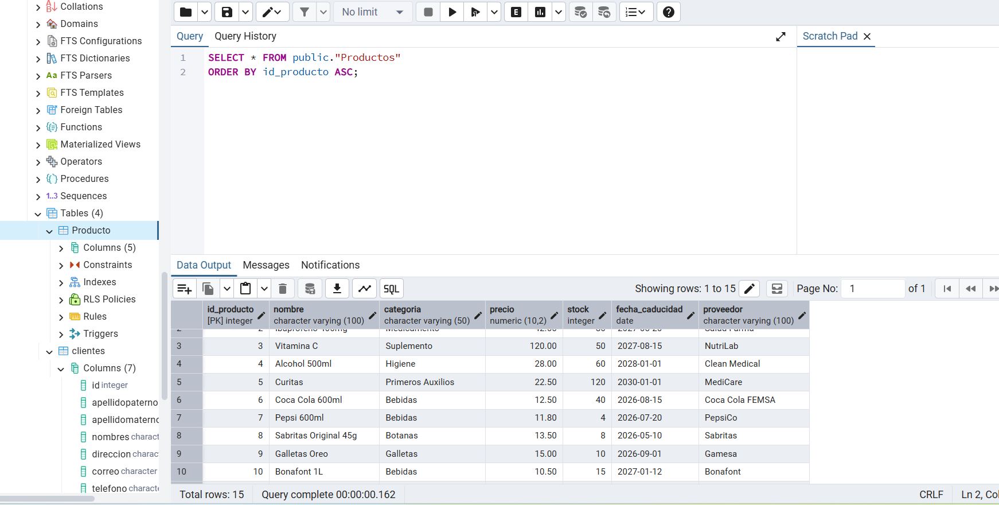 Collations
Domains
FTS Configurations
FTS Dictionaries
Aa FTS Parsers
FTS Templates
Foreign Tables
Functions
Materialized Views
Operators
Procedures
1..3 Sequences
Tables (4)
Producto
Columns (5)
Constraints
Indexes
RLS Policies
Rules
Triggers
clientes
Columns (7)
id integer
apellidopaterno
apellidomaterno
nombres charact
direccion charac
correo character
telefono characte
No limit
E
Query Query History
Scratch Pad
1 SELECT * FROM public."Productos"
2 ORDER BY id_producto ASC;
Data Output Messages Notifications
SQL Showing rows: 1 to 15 Page No: 1 of 1
id_producto nombre categoria precio stock fecha_caducidad proveedor
[PK] integer character varying (100) character varying (50) numeric (10,2) integer date character varying (100)
3 3 Vitamina C Suplemento 120.00 50 2027-08-15 NutriLab
4 4 Alcohol 500ml Higiene 28.00 60 2028-01-01 Clean Medical
5 5 Curitas Primeros Auxilios 22.50 120 2030-01-01 MediCare
6 6 Coca Cola 600ml Bebidas 12.50 40 2026-08-15 Coca Cola FEMSA
7 7 Pepsi 600ml Bebidas 11.80 4 2026-07-20 PepsiCo
8 8 Sabritas Original 45g Botanas 13.50 8 2026-05-10 Sabritas
9 9 Galletas Oreo Galletas 15.00 10 2026-09-01 Gamesa
10 10 Bonafont 1L Bebidas 10.50 15 2027-01-12 Bonafont
Total rows: 15 Query complete 00:00:00.162 CRLF Ln 2, Col